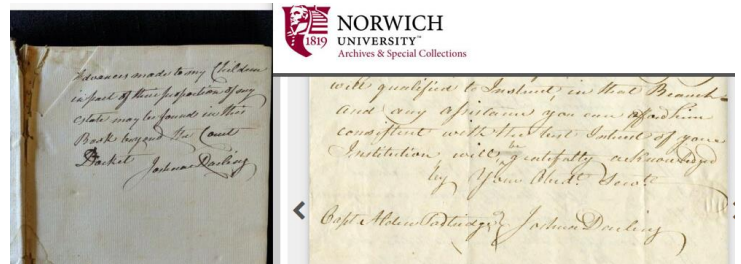 Advances made to my Children
in part of their proportion of my
estate may be found in this
Book beyond the Court
Docket
Joshua Darling
NORWICH
UNIVERSITY™
Archives & Special Collections
1819
well qualified to Instruct, in that Branch
and any assistance you can afford him
consistent with the best Interest of your
Institution will be gratefully acknowledged
by Your Obedt. Servt
Capt Alden Partridge } Joshua Darling